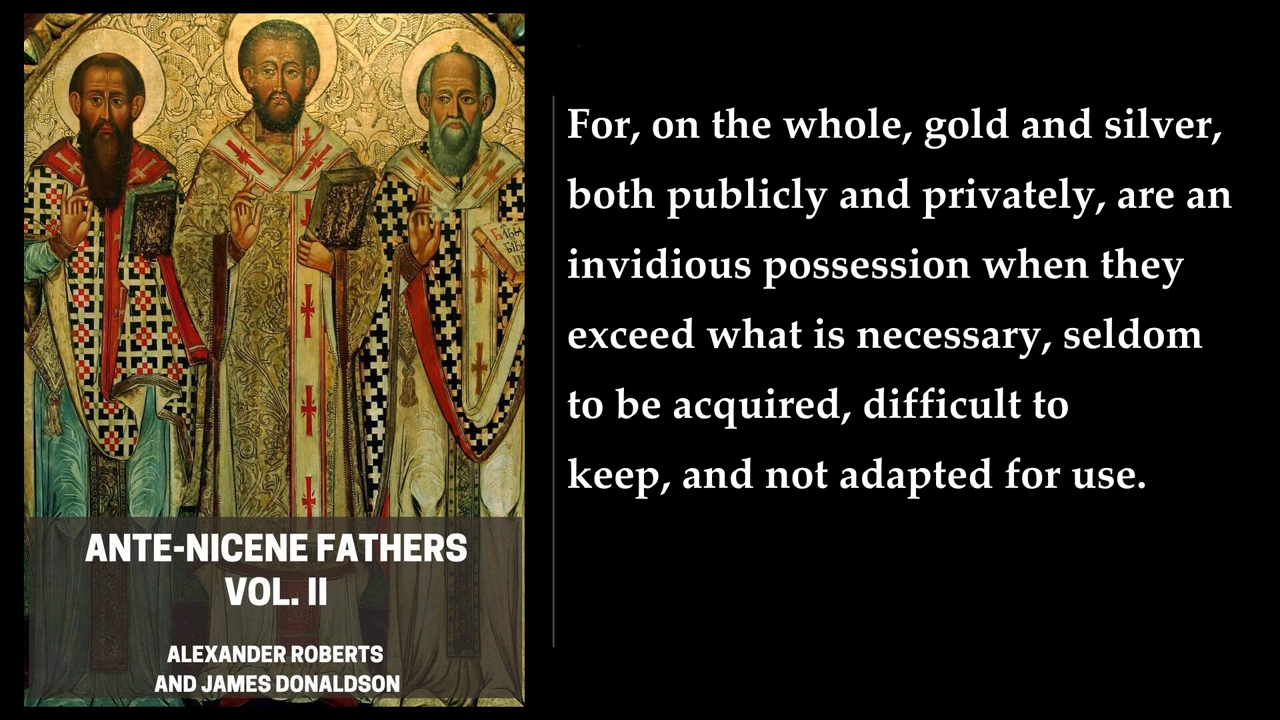 For, on the whole, gold and silver,
both publicly and privately, are an
invidious possession when they
exceed what is necessary, seldom
to be acquired, difficult to
keep, and not adapted for use.
ANTE-NICENE FATHERS
VOL. II
ALEXANDER ROBERTS
AND JAMES DONALDSON